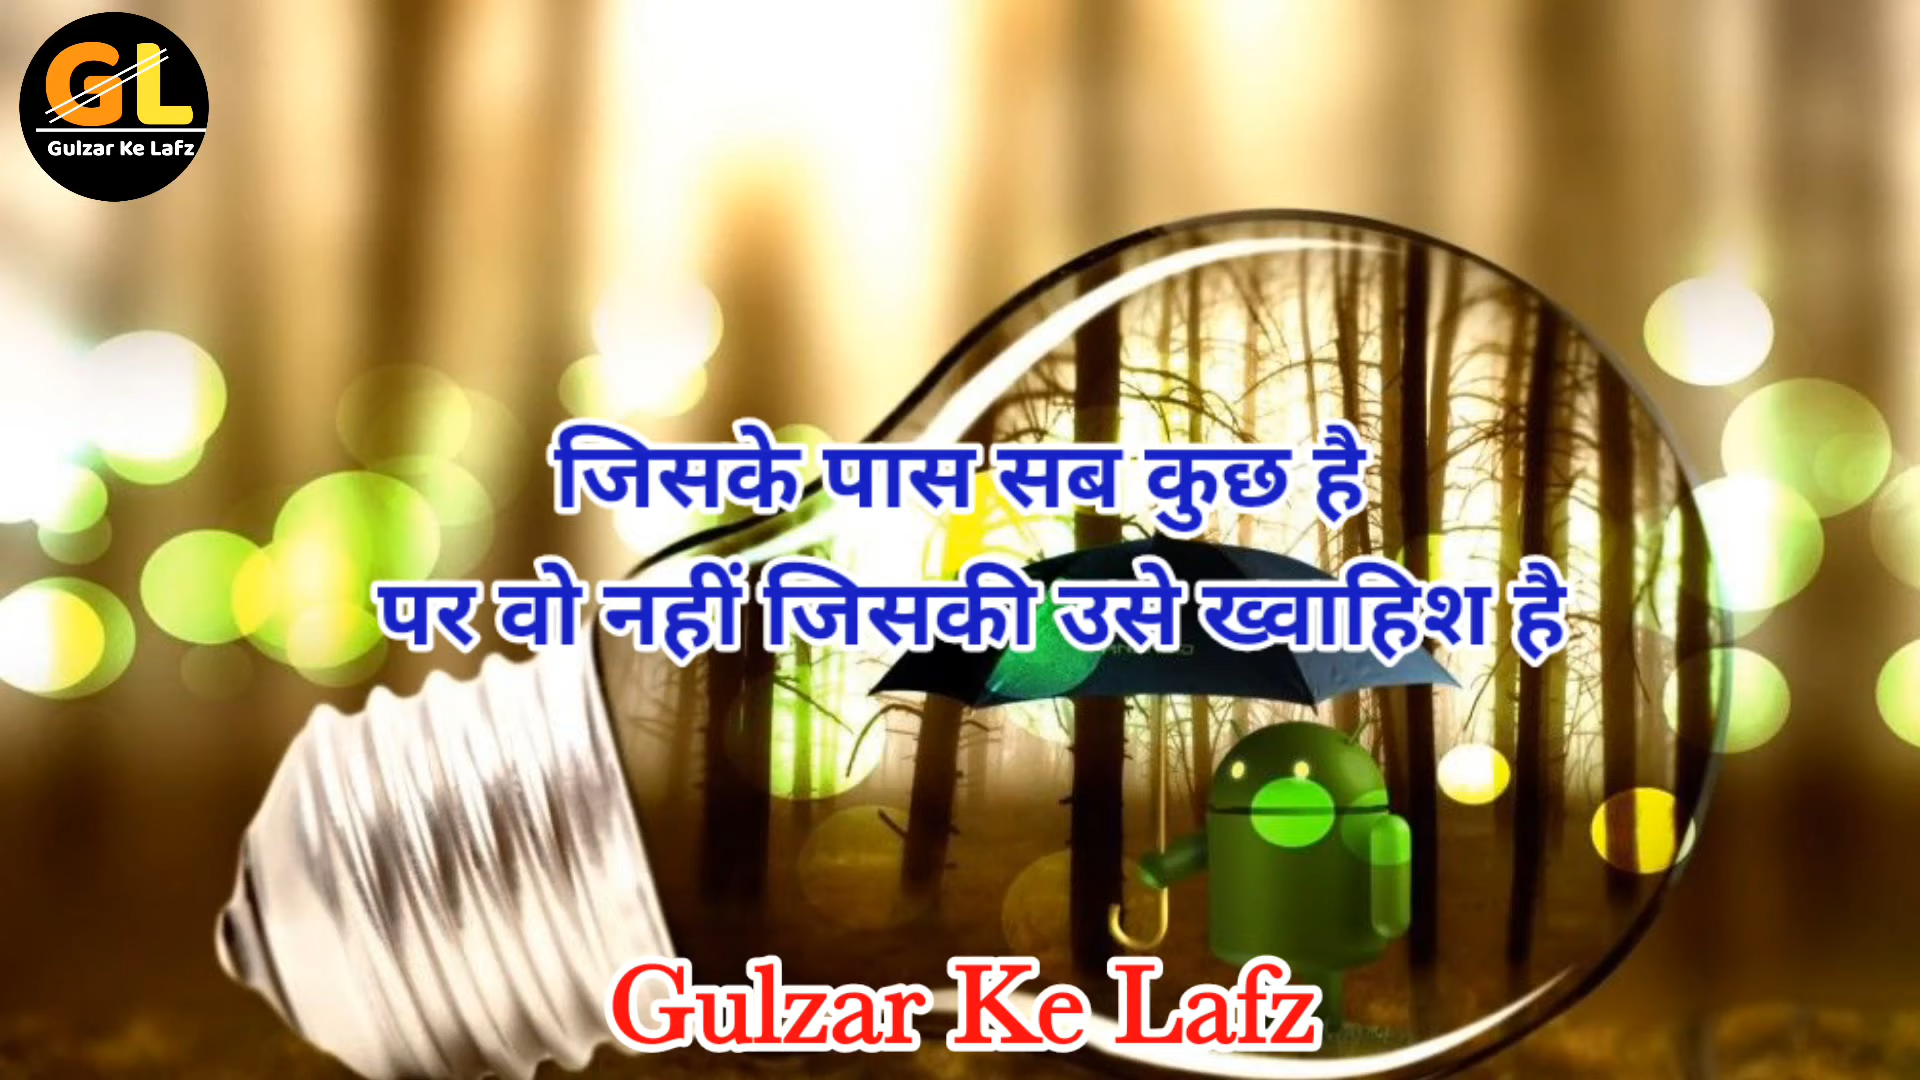 GL
Gulzar Ke Lafz
जिसके पास सब कुछ है
पर वो नहीं जिसकी उसे ख्वाहिश है
Gulzar Ke Lafz